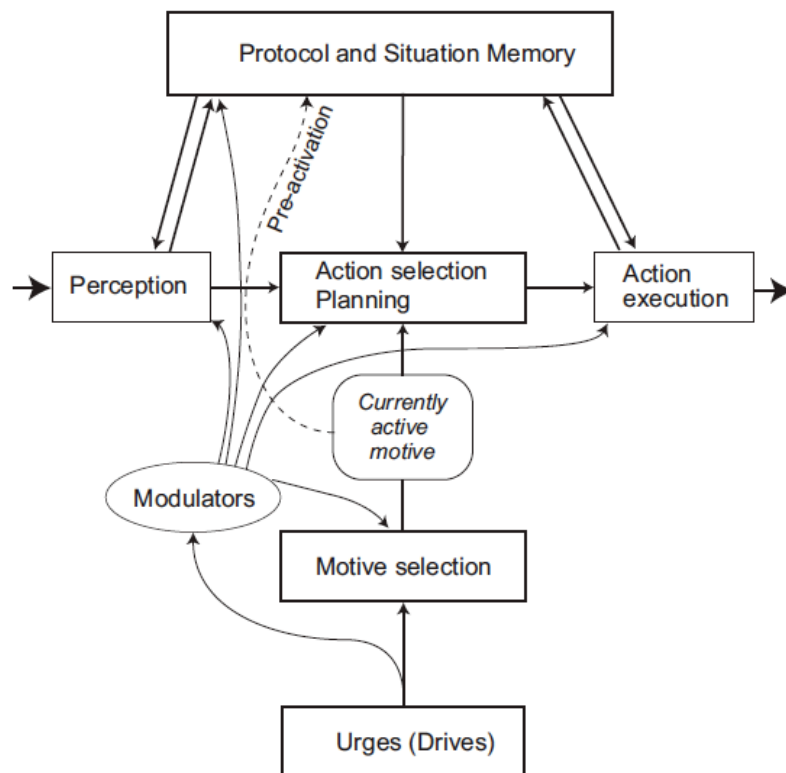 Protocol and Situation Memory
Pre-activation
Perception
Action selection
Planning
Action
execution
Currently
active
motive
Modulators
Motive selection
Urges (Drives)